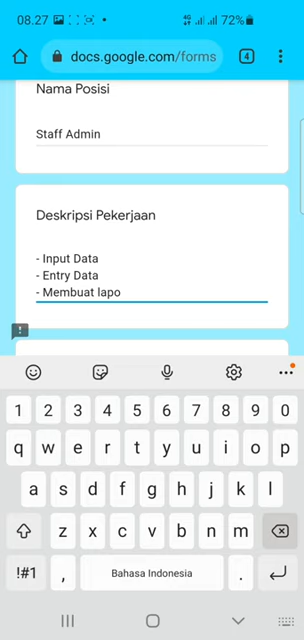 08.27
72%
docs.google.com/forms
4
Nama Posisi
Staff Admin
Deskripsi Pekerjaan
- Input Data
- Entry Data
- Membuat lapo
1 2 3 4 5 6 7 8 9 0
q w e r t y u i o p
a s d f g h j k l
z x c v b n m
!#1 , Bahasa Indonesia .